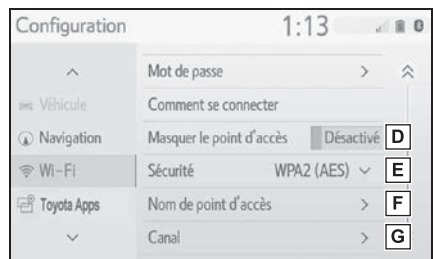 Configuration 1:13
Mot de passe
Véhicule Comment se connecter
Navigation Masquer le point d'accès Désactivé D
Wi-Fi Sécurité WPA2 (AES) E
Toyota Apps Nom de point d'accès F
Canal G